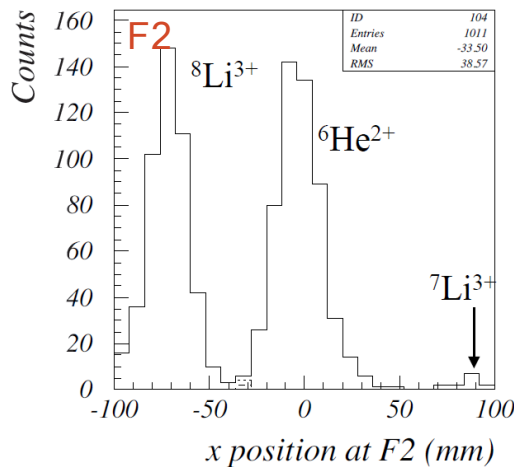 F2
ID 104
Entries 1011
Mean -33.50
RMS 38.57
Counts
160
140
120
100
80
60
40
20
0
⁸Li³⁺
⁶He²⁺
⁷Li³⁺
-100 -50 0 50 100
x position at F2 (mm)